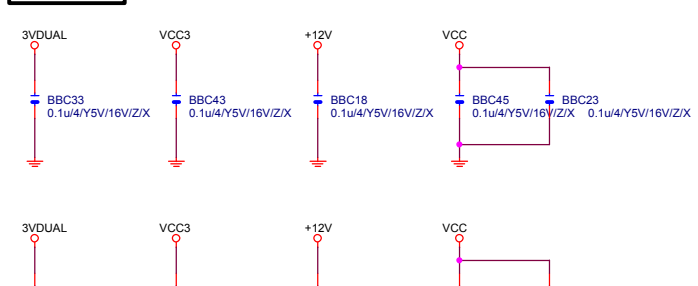 3VDUAL VCC3 +12V VCC
BBC33 BBC43 BBC18 BBC45 BBC23
0.1u/4/Y5V/16V/Z/X 0.1u/4/Y5V/16V/Z/X 0.1u/4/Y5V/16V/Z/X 0.1u/4/Y5V/16V/Z/X 0.1u/4/Y5V/16V/Z/X
3VDUAL VCC3 +12V VCC